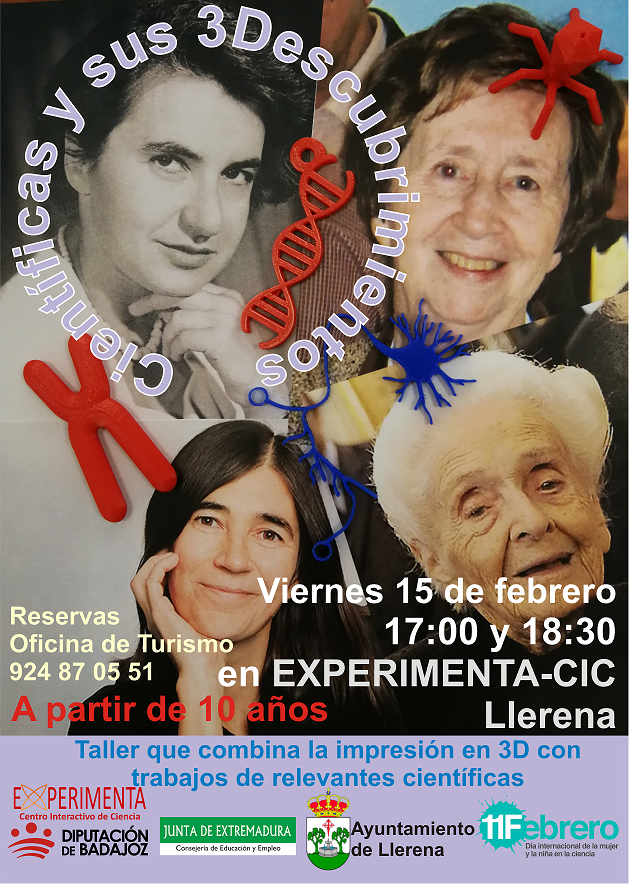 Científicas y sus 3Descubrimientos
Viernes 15 de febrero
17:00 y 18:30
en EXPERIMENTA-CIC
Llerena
Reservas
Oficina de Turismo
924 87 05 51
A partir de 10 años
Taller que combina la impresión en 3D con
trabajos de relevantes científicas
EXPERIMENTA
Centro Interactivo de Ciencia
DIPUTACIÓN
DE BADAJOZ
JUNTA DE EXTREMADURA
Consejería de Educación y Empleo
Ayuntamiento
de Llerena
11Febrero
Día internacional de la mujer
y la niña en la ciencia